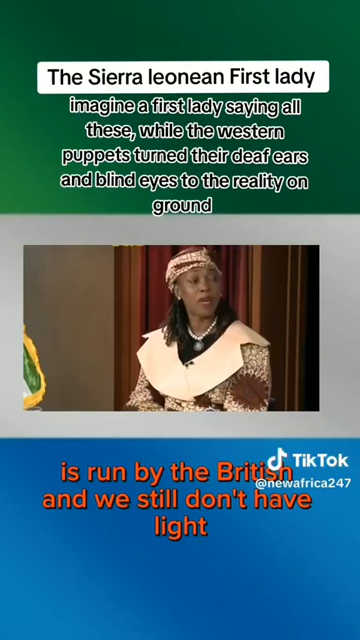 The Sierra leonean First lady
imagine a first lady saying all
these, while the western
puppets turned their deaf ears
and blind eyes to the reality on
ground
is run by the British
and we still don't have
light
TikTok
@newafrica247